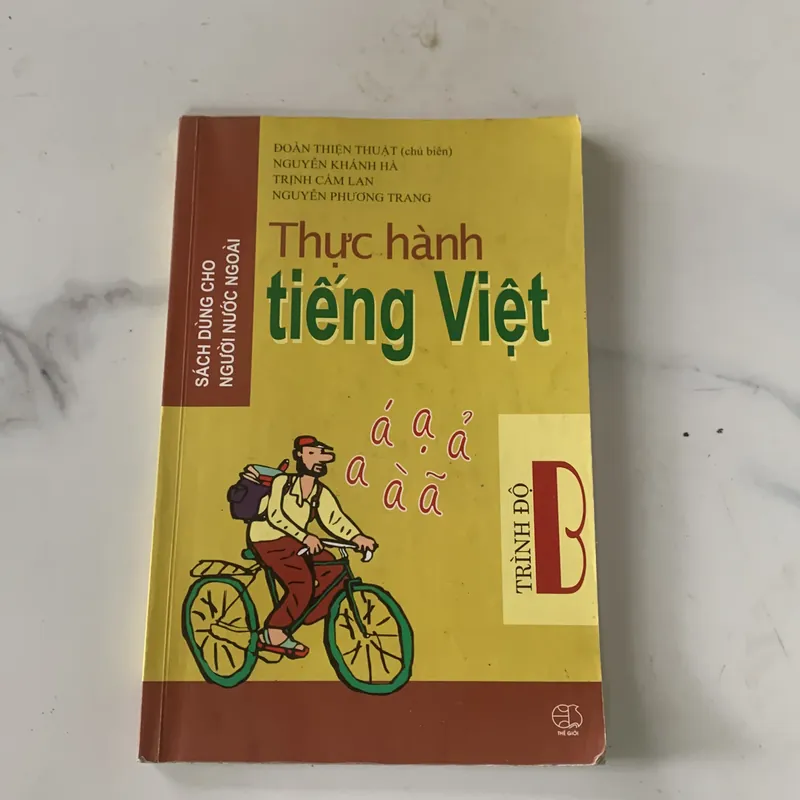 ĐOÀN THIỆN THUẬT (chủ biên)
NGUYỄN KHÁNH HÀ
TRỊNH CẨM LAN
NGUYỄN PHƯƠNG TRANG
SÁCH DÙNG CHO
NGƯỜI NƯỚC NGOÀI
Thực hành
tiếng Việt
á ạ ả
a à ã
TRÌNH ĐỘ
B
THẾ GIỚI